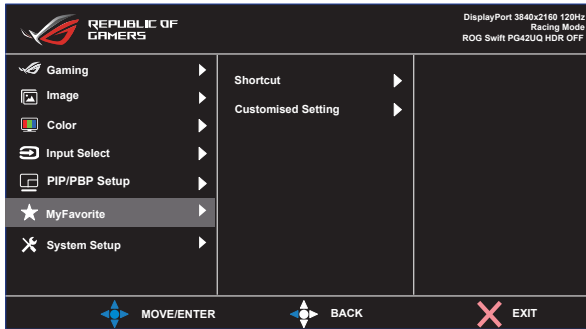 REPUBLIC OF
GAMERS
DisplayPort 3840x2160 120Hz
Racing Mode
ROG Swift PG42UQ HDR OFF
Gaming
Image
Color
Input Select
PIP/PBP Setup
MyFavorite
System Setup
Shortcut
Customised Setting
MOVE/ENTER
BACK
EXIT